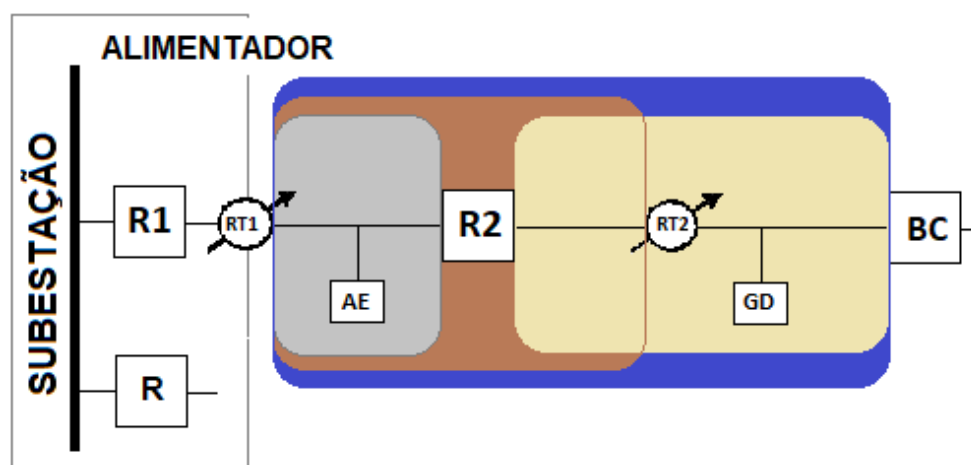 ALIMENTADOR
SUBESTAÇÃO
R1
RT1
R2
RT2
BC
AE
GD
R